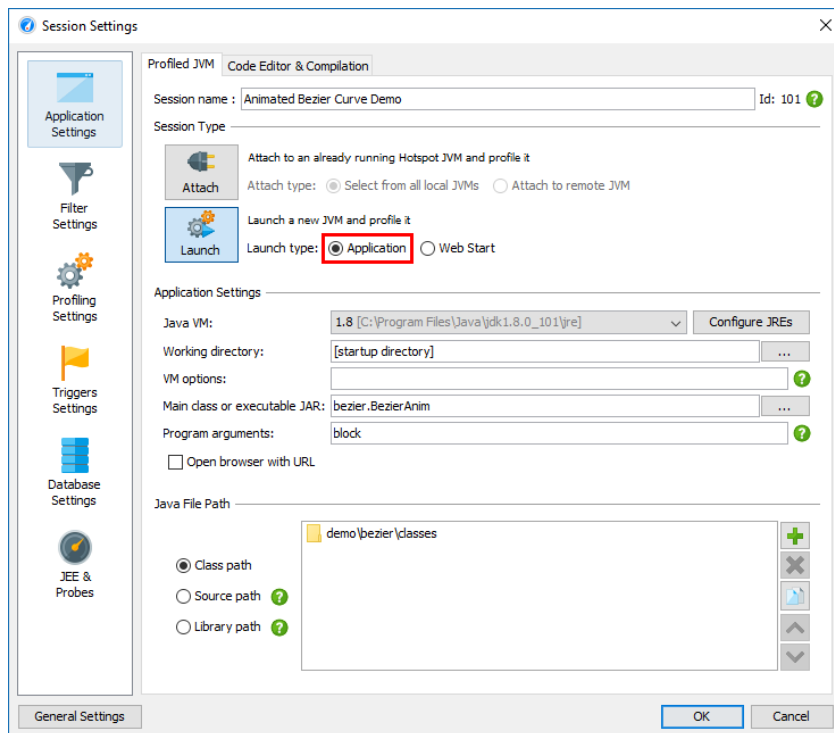 Session Settings
Profiled JVM
Code Editor & Compilation
Application
Settings
Filter
Settings
Profiling
Settings
Triggers
Settings
Database
Settings
JEE &
Probes
Session name : Animated Bezier Curve Demo Id: 101 ?
Session Type
Attach
Attach to an already running Hotspot JVM and profile it
Attach type: Select from all local JVMs Attach to remote JVM
Launch
Launch a new JVM and profile it
Launch type: Application Web Start
Application Settings
Java VM: 1.8 [C:\Program Files\Java\jdk1.8.0_101\jre] Configure JREs
Working directory: [startup directory] ...
VM options: ?
Main class or executable JAR: bezier.BezierAnim ...
Program arguments: block ?
Open browser with URL
Java File Path
demo\bezier\classes
Class path
Source path ?
Library path ?
General Settings
OK
Cancel